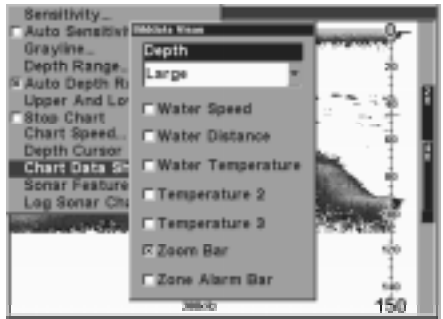 Sensitivity…
Auto Sensitivi
Grayline…
Depth Range…
Auto Depth R
Upper And Lo
Stop Chart
Chart Speed…
Depth Cursor
Chart Data Sh
Sonar Feature
Log Sonar Cha
Depth
Large
Water Speed
Water Distance
Water Temperature
Temperature 2
Temperature 3
Zoom Bar
Zone Alarm Bar
0
150